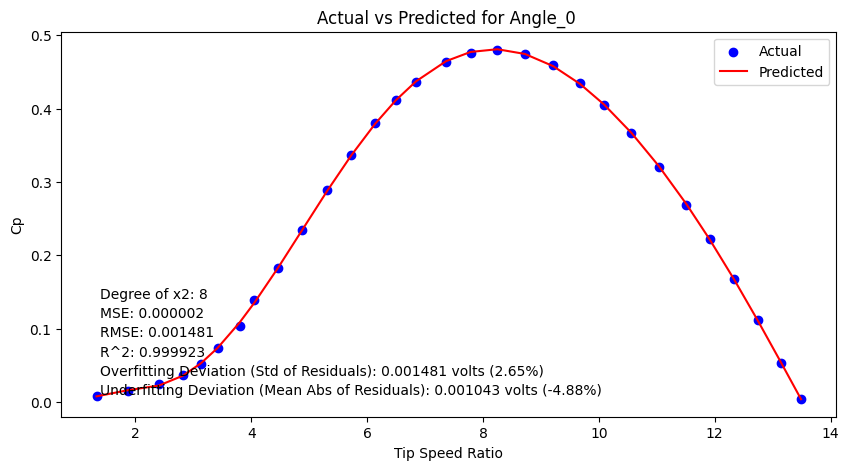 Actual vs Predicted for Angle_0
0.5
0.4
0.3
0.2
0.1
0.0
Cp
Actual
Predicted
Degree of x2: 8
MSE: 0.000002
RMSE: 0.001481
R^2: 0.999923
Overfitting Deviation (Std of Residuals): 0.001481 volts (2.65%)
Underfitting Deviation (Mean Abs of Residuals): 0.001043 volts (-4.88%)
2 4 6 8 10 12 14
Tip Speed Ratio